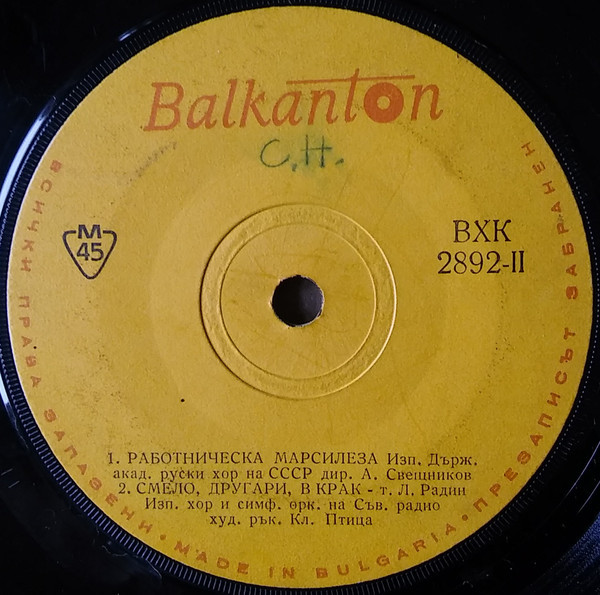 Balkanton
С.Н.
М
45
ВХК
2892-II
1. РАБОТНИЧЕСКА МАРСИЛЕЗА Изп. Държ.
акад. руски хор на СССР дир. А. Свешников
2. СМЕЛО, ДРУГАРИ, В КРАК - т. Л. Радин
Изп. хор и симф. орк. на Съв. радио
худ. рък. Кл. Птица
ВСИЧКИ ПРАВА ЗАПАЗЕНИ • MADE IN BULGARIA • ПРЕЗАПИСЪТ ЗАБРАНЕН